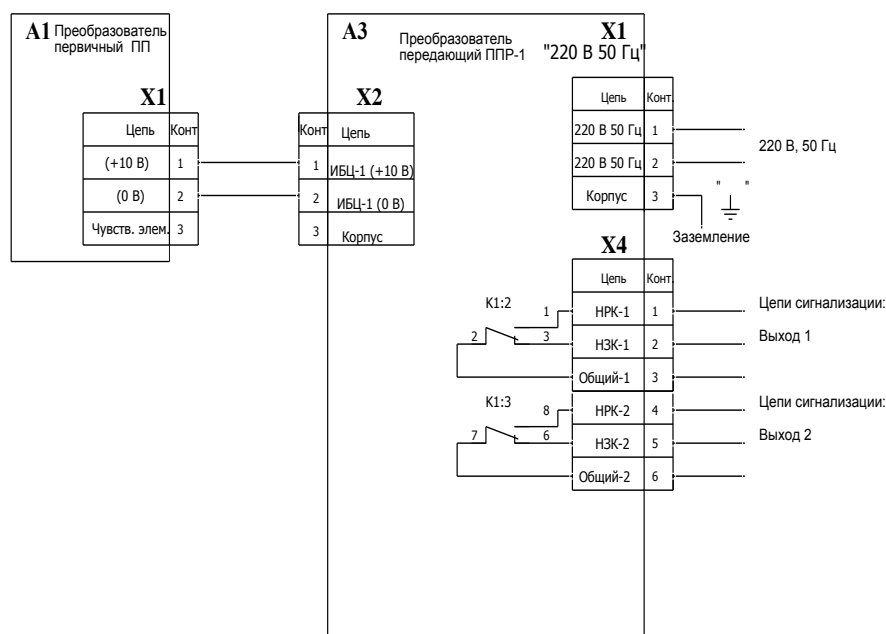 A1 Преобразователь
первичный ПП
X1
Цепь Конт
(+10 В) 1
(0 В) 2
Чувств. элем. 3
A3 Преобразователь
передающий ППР-1
X2
Конт Цепь
1 ИБЦ-1 (+10 В)
2 ИБЦ-1 (0 В)
3 Корпус
X1
"220 В 50 Гц"
Цепь Конт.
220 В 50 Гц 1
220 В 50 Гц 2
Корпус 3
220 В, 50 Гц
" "
Заземление
X4
Цепь Конт.
НРК-1 1
НЗК-1 2
Общий-1 3
НРК-2 4
НЗК-2 5
Общий-2 6
K1:2
1
2 3
K1:3
8
7 6
Цепи сигнализации:
Выход 1
Цепи сигнализации:
Выход 2